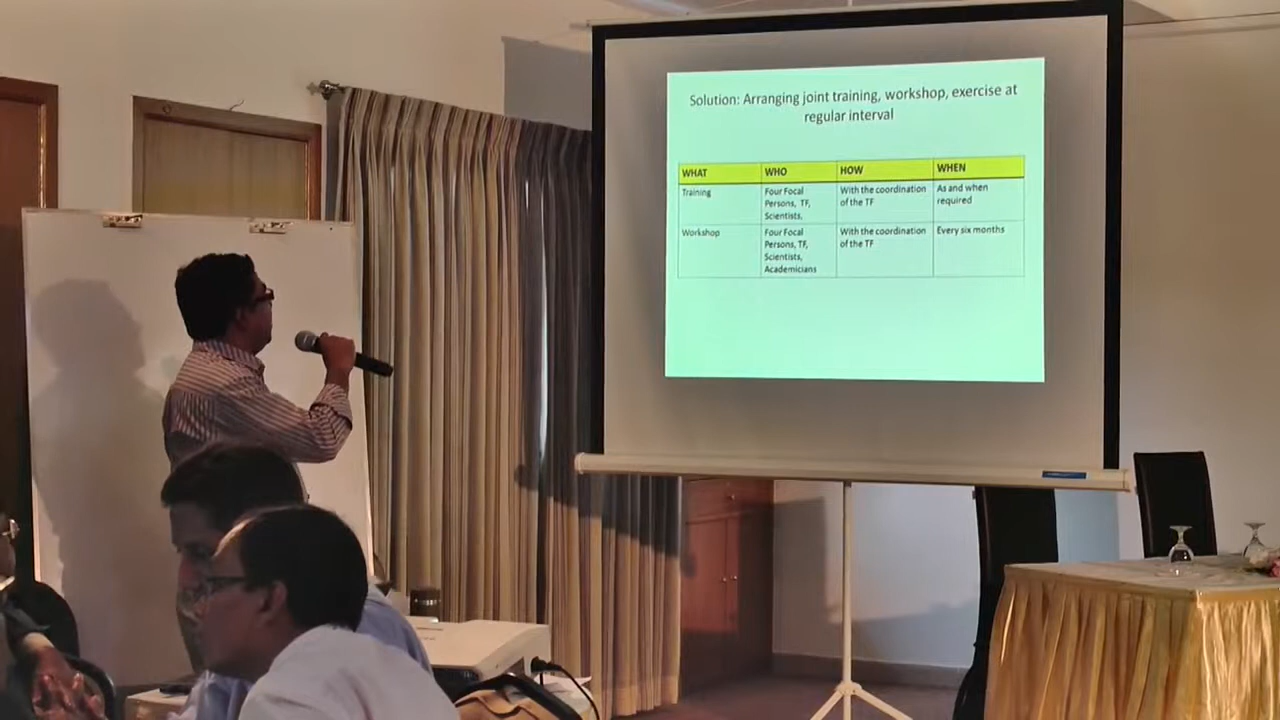 Solution: Arranging joint training, workshop, exercise at
regular interval
WHAT WHO HOW WHEN
Training Four Focal With the coordination As and when
Persons, TF, of the TF required
Scientists,
Workshop Four Focal With the coordination Every six months
Persons, TF, of the TF
Scientists,
Academicians